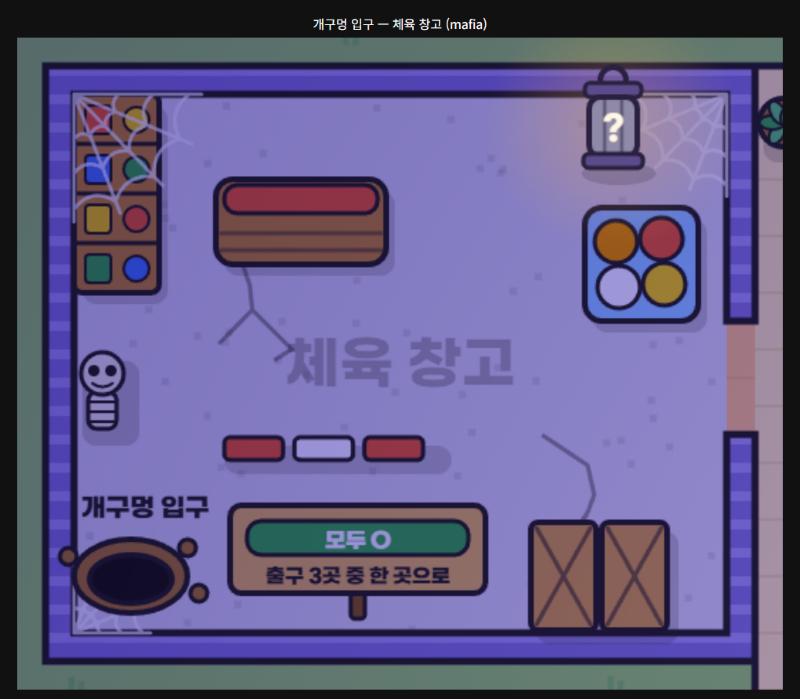 개구멍 입구 — 체육 창고 (mafia)
?
체육 창고
개구멍 입구
모두 O
출구 3곳 중 한 곳으로